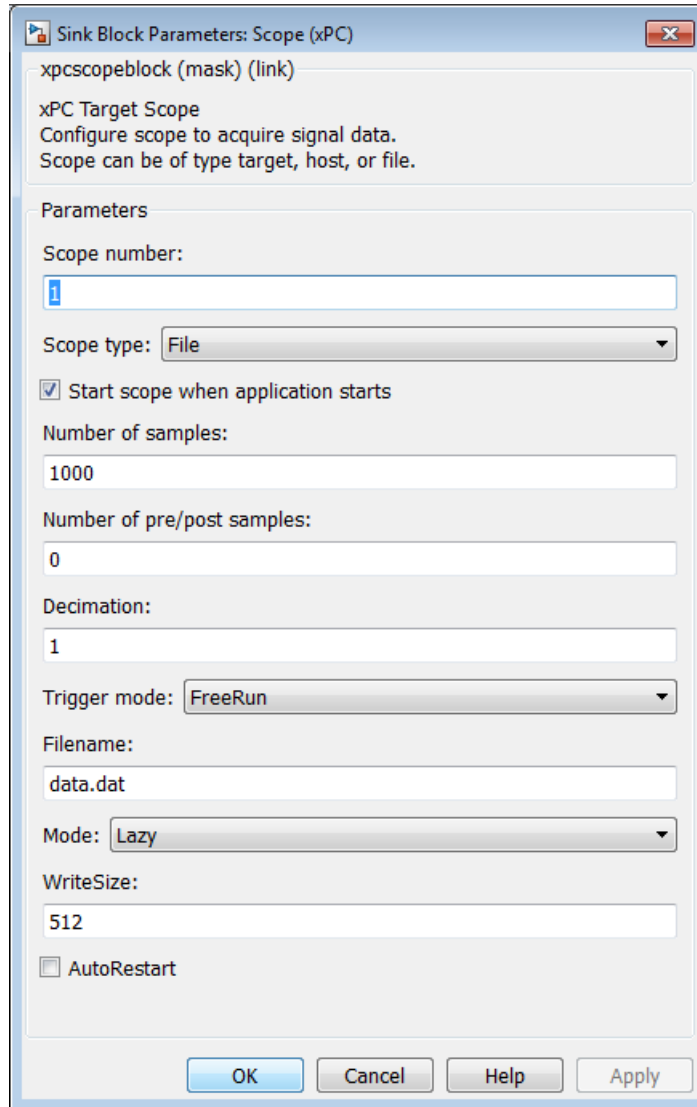 Sink Block Parameters: Scope (xPC)
xpcscopeblock (mask) (link)
xPC Target Scope
Configure scope to acquire signal data.
Scope can be of type target, host, or file.
Parameters
Scope number:
1
Scope type: File
Start scope when application starts
Number of samples:
1000
Number of pre/post samples:
0
Decimation:
1
Trigger mode: FreeRun
Filename:
data.dat
Mode: Lazy
WriteSize:
512
AutoRestart
OK Cancel Help Apply